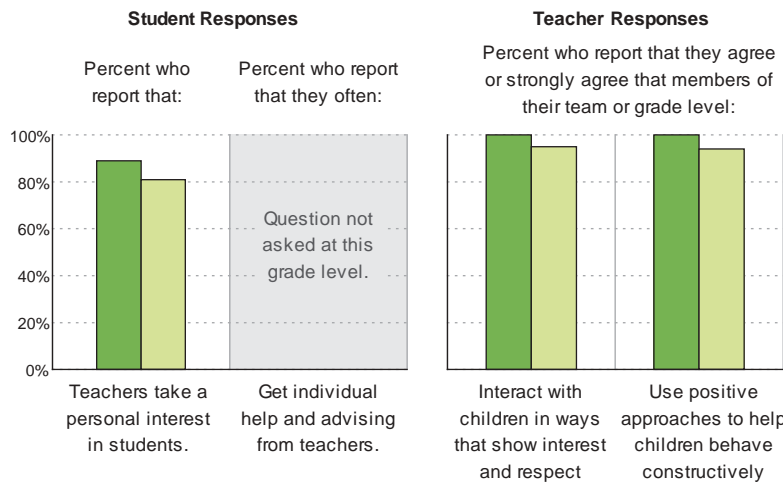 Student Responses
Percent who
report that:
Percent who report
that they often:
100%
80%
60%
40%
20%
0%
Question not
asked at this
grade level.
Teachers take a
personal interest
in students.
Get individual
help and advising
from teachers.
Teacher Responses
Percent who report that they agree
or strongly agree that members of
their team or grade level:
Interact with
children in ways
that show interest
and respect
Use positive
approaches to help
children behave
constructively